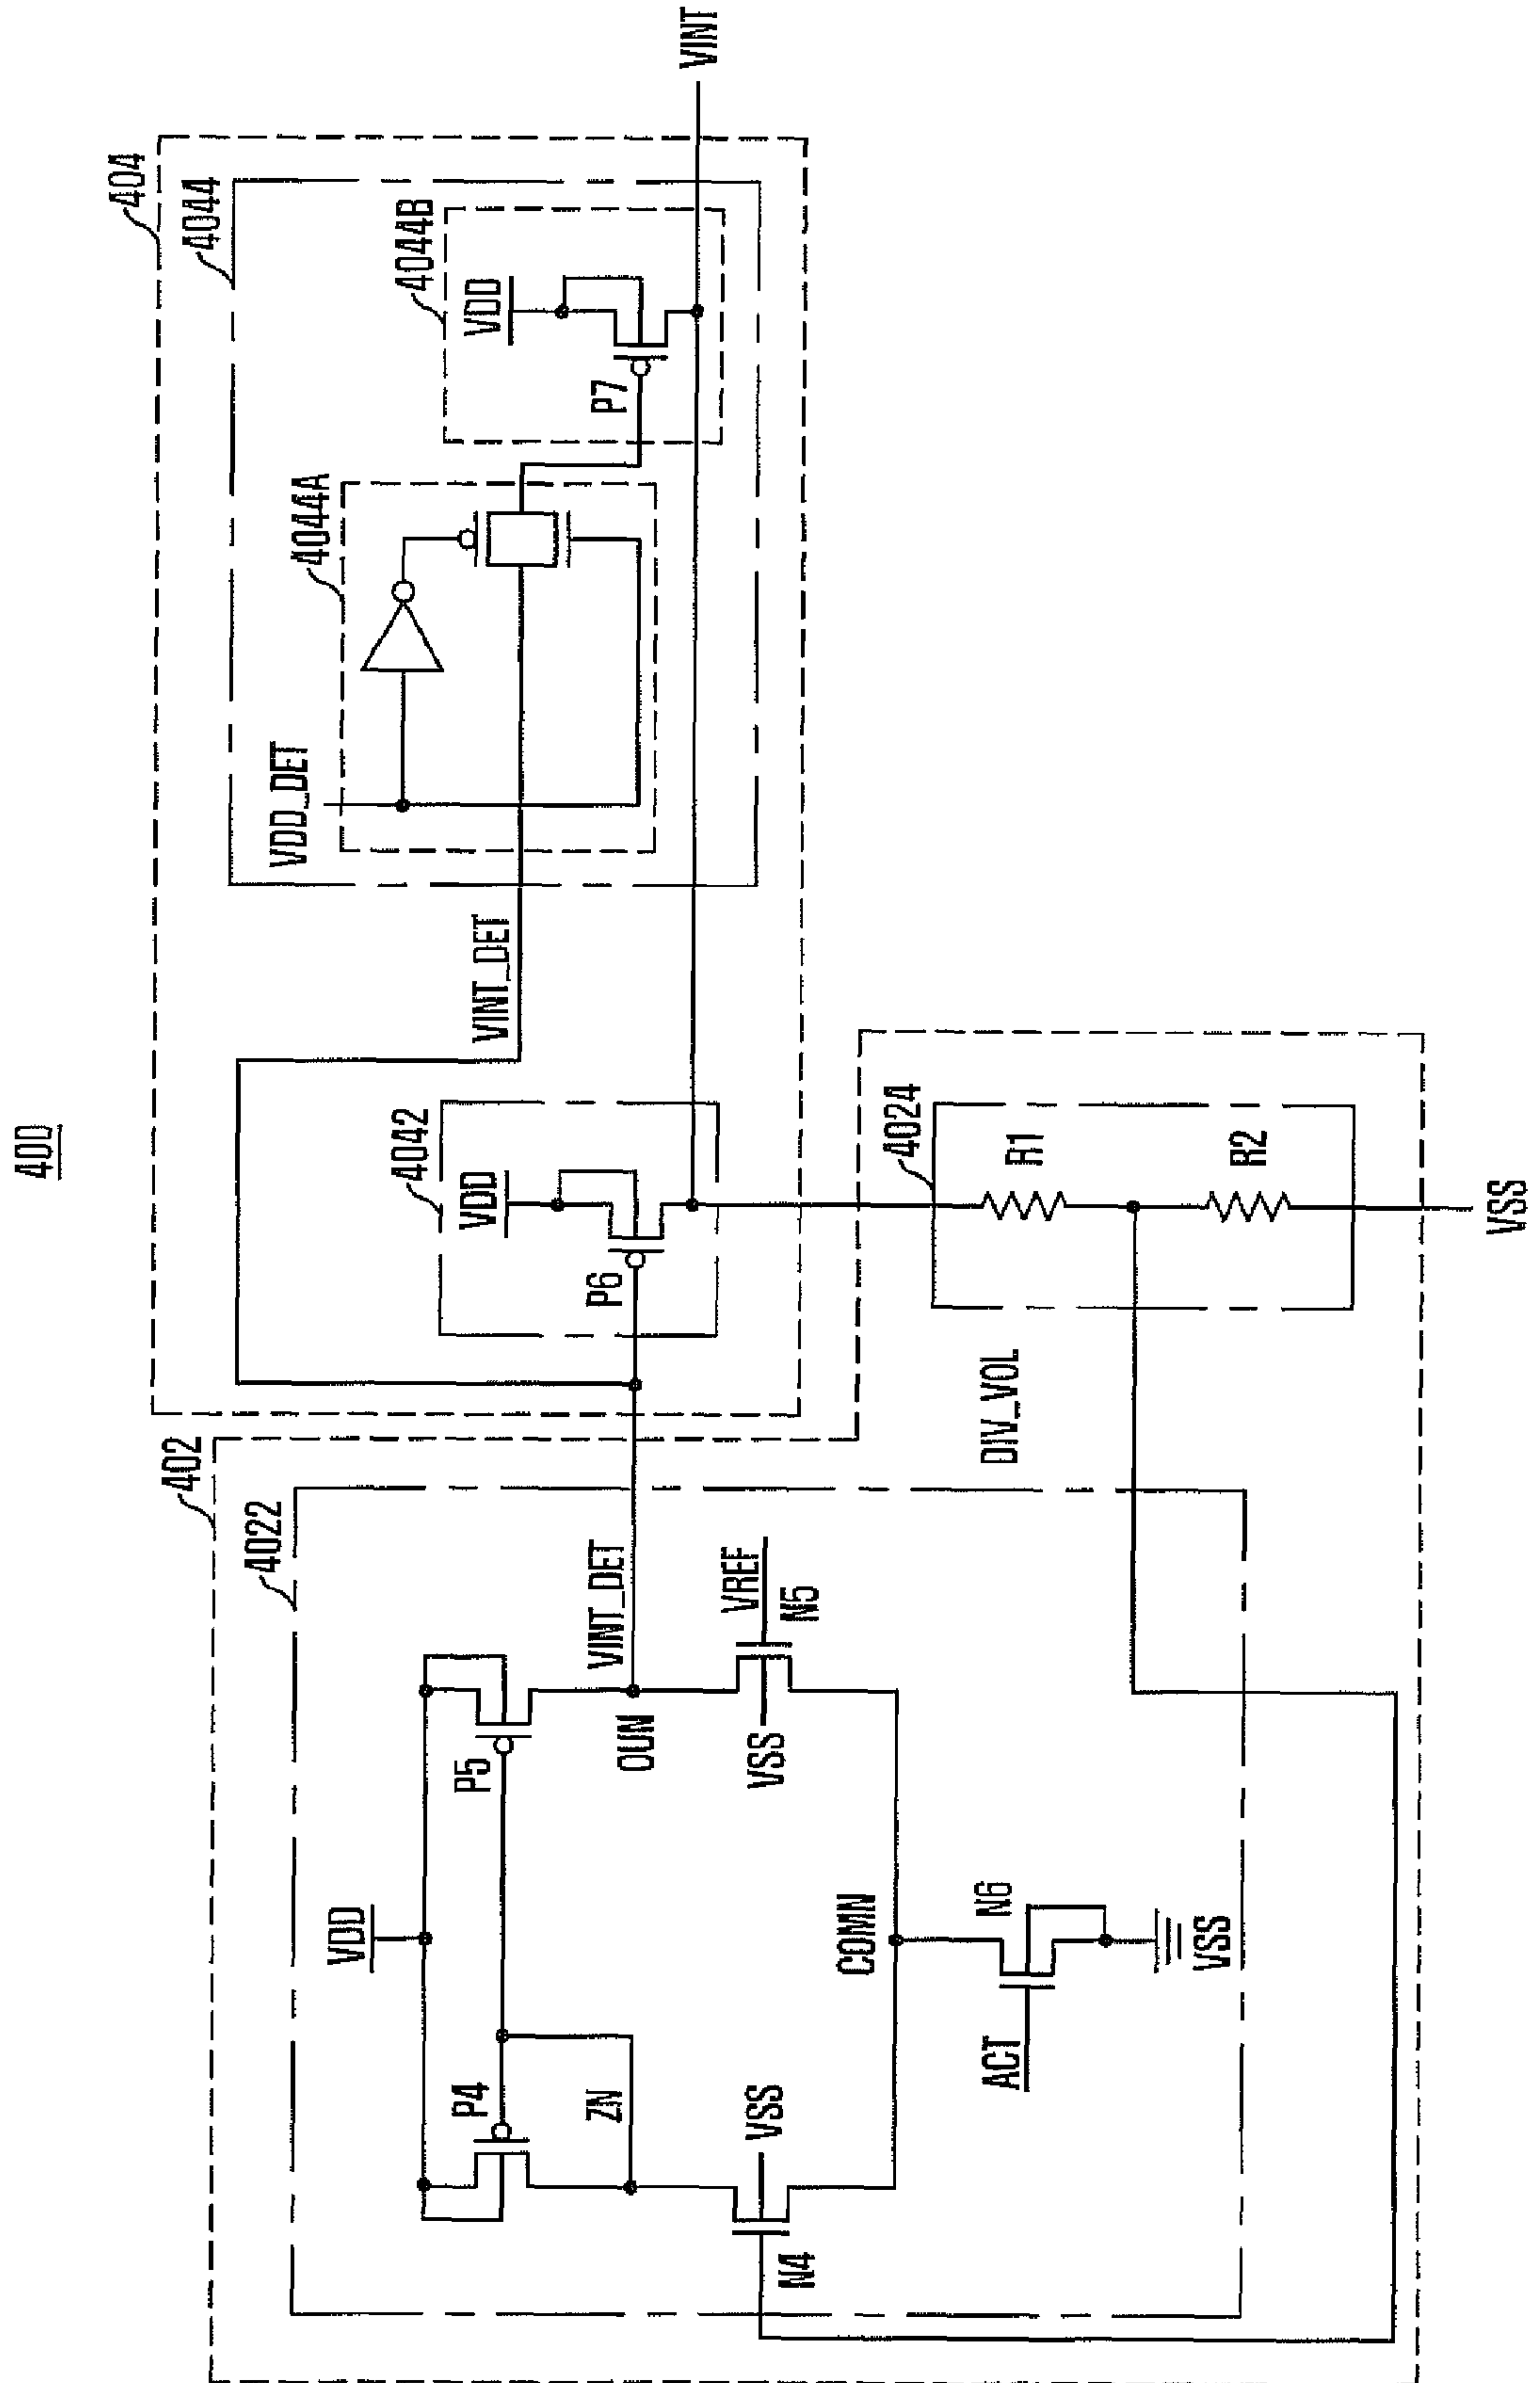 400
404
4044
4044B
VDD
P7
VINT
4044A
VDD_DET
VINT_DET
4042
VDD
P6
4024
R1
R2
VSS
DIV_VOL
402
4022
VDD
P4
P5
VINT_DET
OUN
ZN
VREF
N5
VSS
VSS
N4
COMN
N6
ACT
VSS